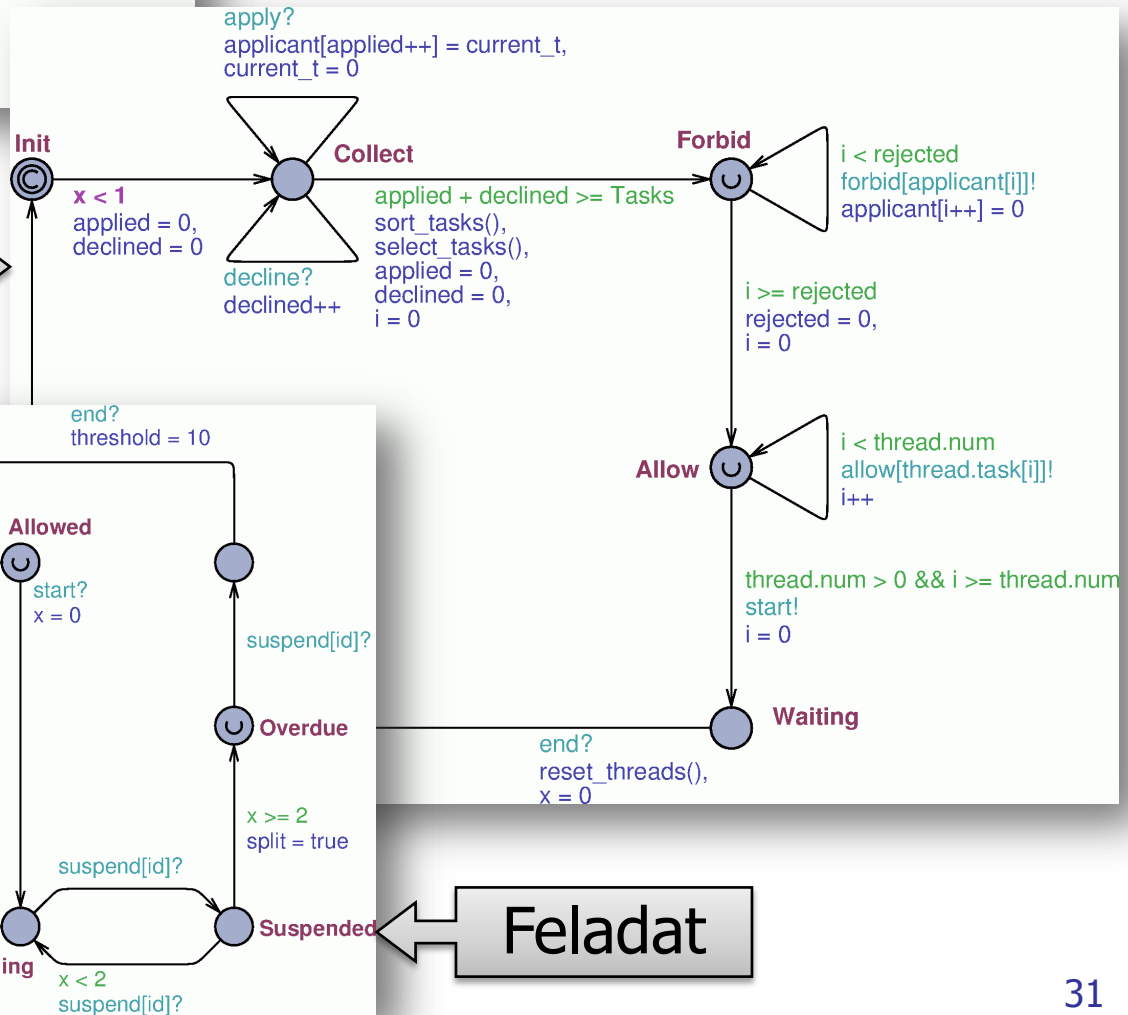 apply?
applicant[applied++] = current_t,
current_t = 0
Init
Collect
Forbid
C
x < 1
applied = 0,
declined = 0
applied + declined >= Tasks
sort_tasks(),
select_tasks(),
applied = 0,
declined = 0,
i = 0
decline?
declined++
i < rejected
forbid[applicant[i]]!
applicant[i++] = 0
i >= rejected
rejected = 0,
i = 0
i < thread.num
allow[thread.task[i]]!
i++
Allow
thread.num > 0 && i >= thread.num
start!
i = 0
Waiting
end?
reset_threads(),
x = 0
end?
threshold = 10
Allowed
start?
x = 0
suspend[id]?
Overdue
x >= 2
split = true
suspend[id]?
Suspended
ing
x < 2
suspend[id]?
Feladat
31